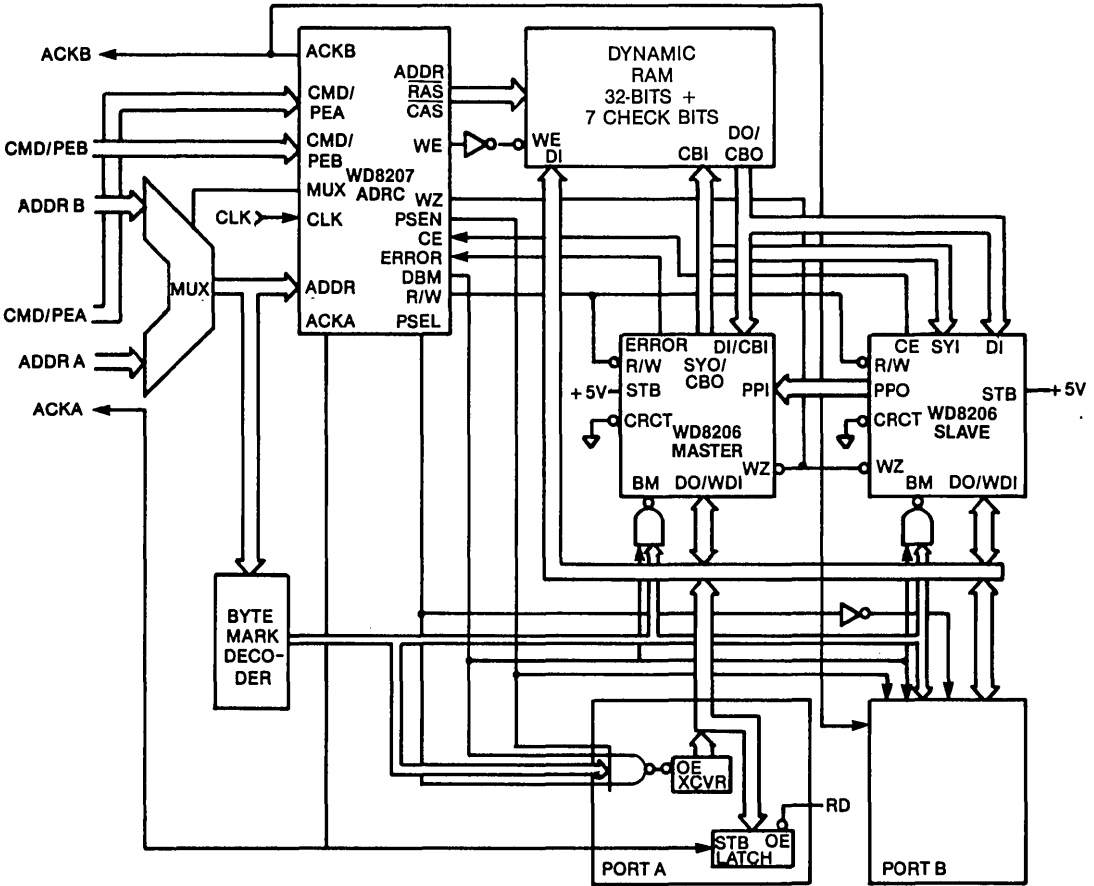 ACKB
CMD/PEB
ADDR B
CMD/PEA
ADDR A
ACKA
MUX
CLK
ACKB
CMD/
PEA
CMD/
PEB
MUX
CLK
ADDR
ACKA
WD8207
ADRC
ADDR
RAS
CAS
WE
WZ
PSEN
CE
ERROR
DBM
R/W
PSEL
DYNAMIC
RAM
32-BITS +
7 CHECK BITS
WE
DI
CBI
DO/
CBO
ERROR
R/W
+5V
STB
CRCT
SYO/
CBO
DI/CBI
PPI
WD8206
MASTER
WZ
BM
DO/WDI
CE
SYI
DI
R/W
PPO
STB
+5V
CRCT
WD8206
SLAVE
WZ
BM
DO/WDI
BYTE
MARK
DECO-
DER
OE
XCVR
RD
STB OE
LATCH
PORT A
PORT B